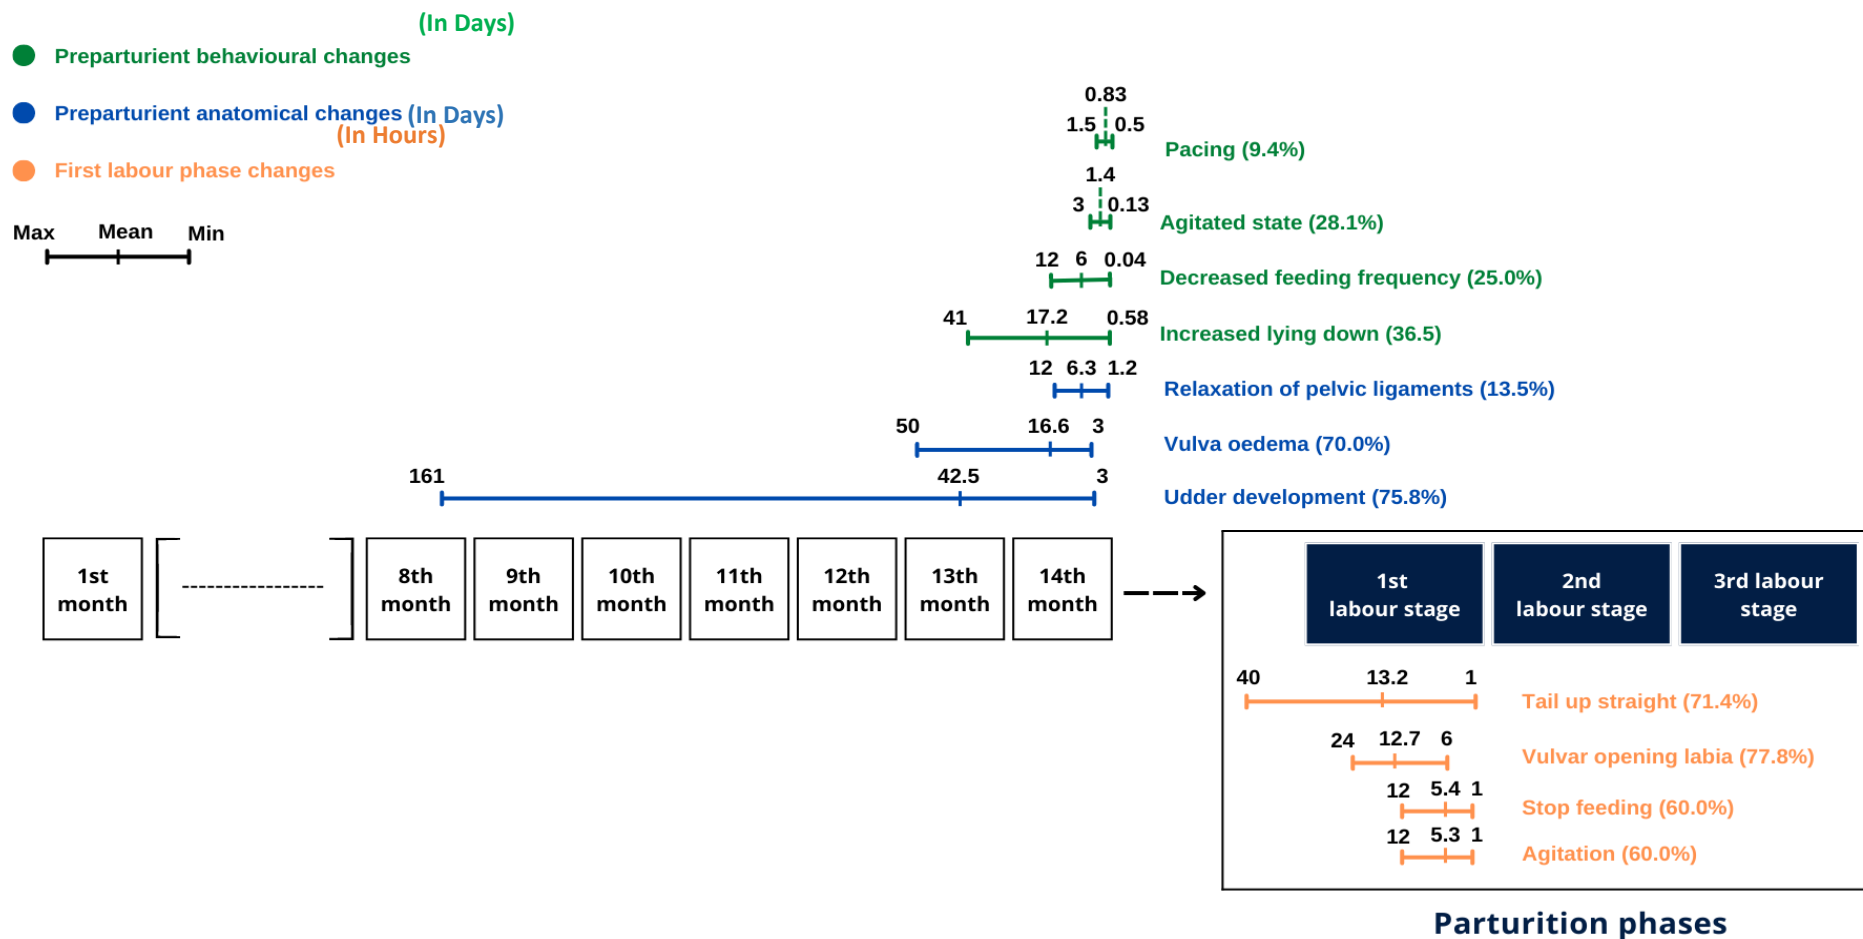 (In Days)
Preparturient behavioural changes
Preparturient anatomical changes (In Days)
(In Hours)
First labour phase changes
Max Mean Min
0.83
1.5 0.5
Pacing (9.4%)
1.4
3 0.13
Agitated state (28.1%)
12 6 0.04
Decreased feeding frequency (25.0%)
41 17.2 0.58
Increased lying down (36.5)
12 6.3 1.2
Relaxation of pelvic ligaments (13.5%)
50 16.6 3
Vulva oedema (70.0%)
161 42.5 3
Udder development (75.8%)
1st
month
8th
month
9th
month
10th
month
11th
month
12th
month
13th
month
14th
month
1st
labour stage
2nd
labour stage
3rd labour
stage
40 13.2 1
Tail up straight (71.4%)
24 12.7 6
Vulvar opening labia (77.8%)
12 5.4 1
Stop feeding (60.0%)
12 5.3 1
Agitation (60.0%)
Parturition phases